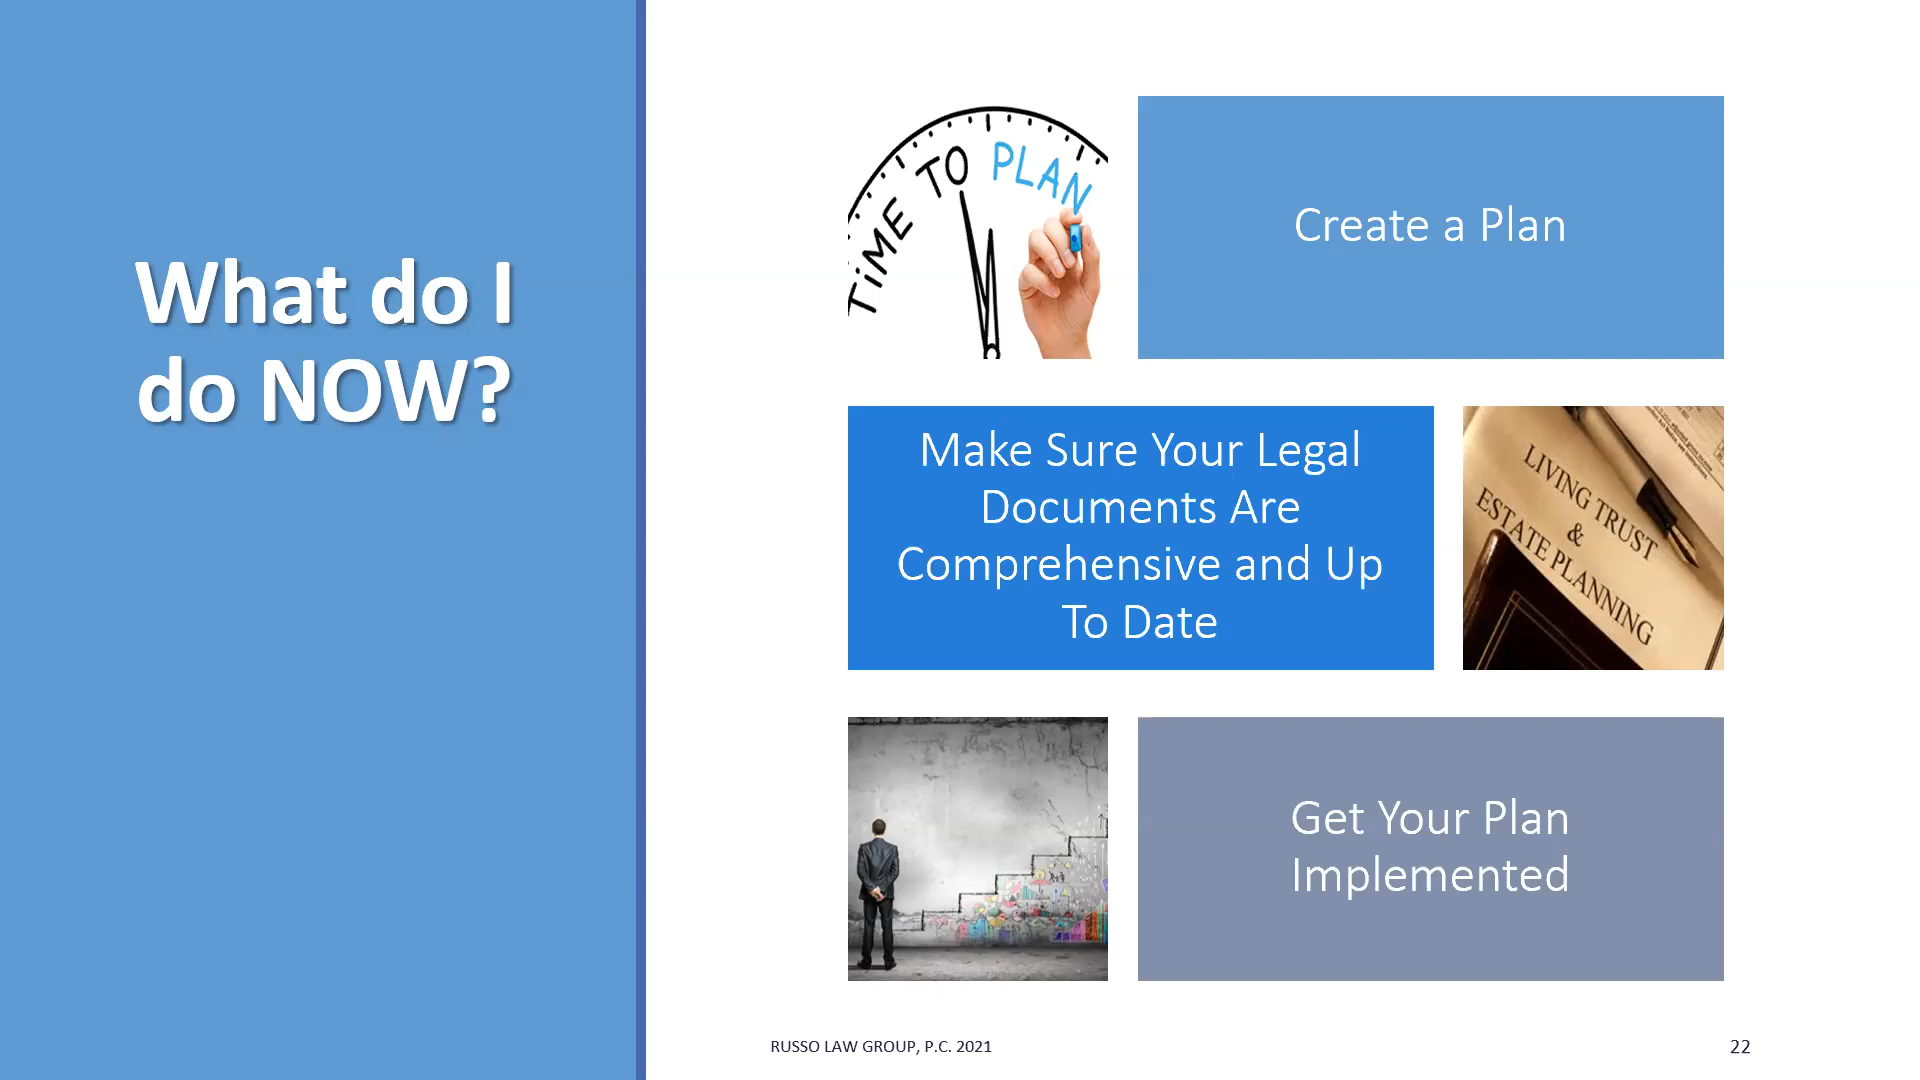 What do I
do NOW?
TiME TO PLAN
Create a Plan
Make Sure Your Legal
Documents Are
Comprehensive and Up
To Date
LIVING TRUST
&
ESTATE PLANNING
Get Your Plan
Implemented
RUSSO LAW GROUP, P.C. 2021
22